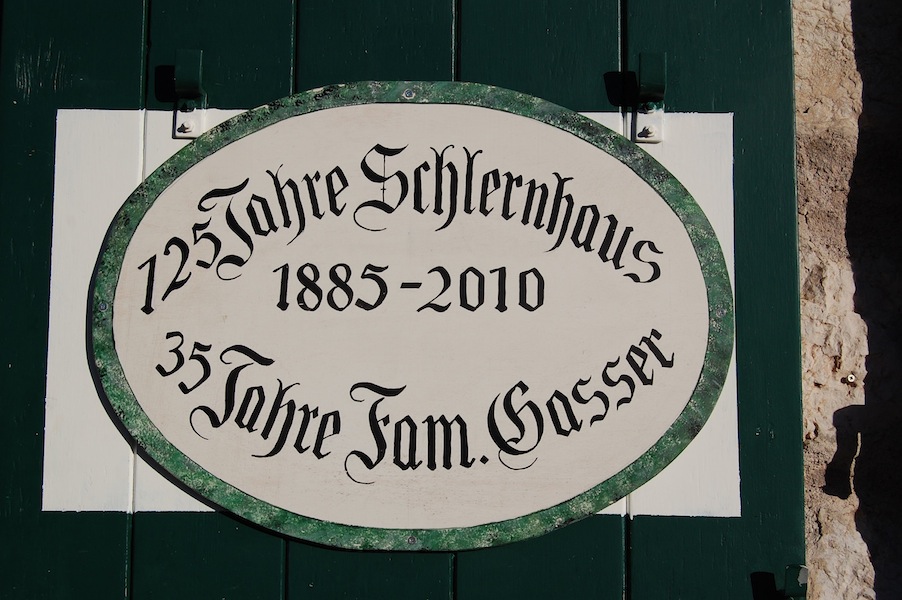 125 Jahre Schlernhaus
1885-2010
35 Jahre Fam. Gasser